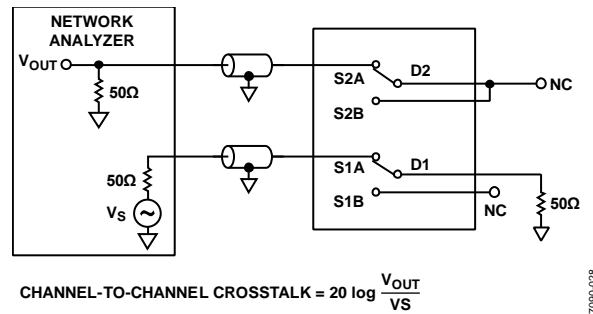 NETWORK
ANALYZER
VOUT
50Ω
50Ω
VS
S2A
D2
S2B
NC
S1A
D1
S1B
NC
50Ω
CHANNEL-TO-CHANNEL CROSSTALK = 20 log VOUT
VS